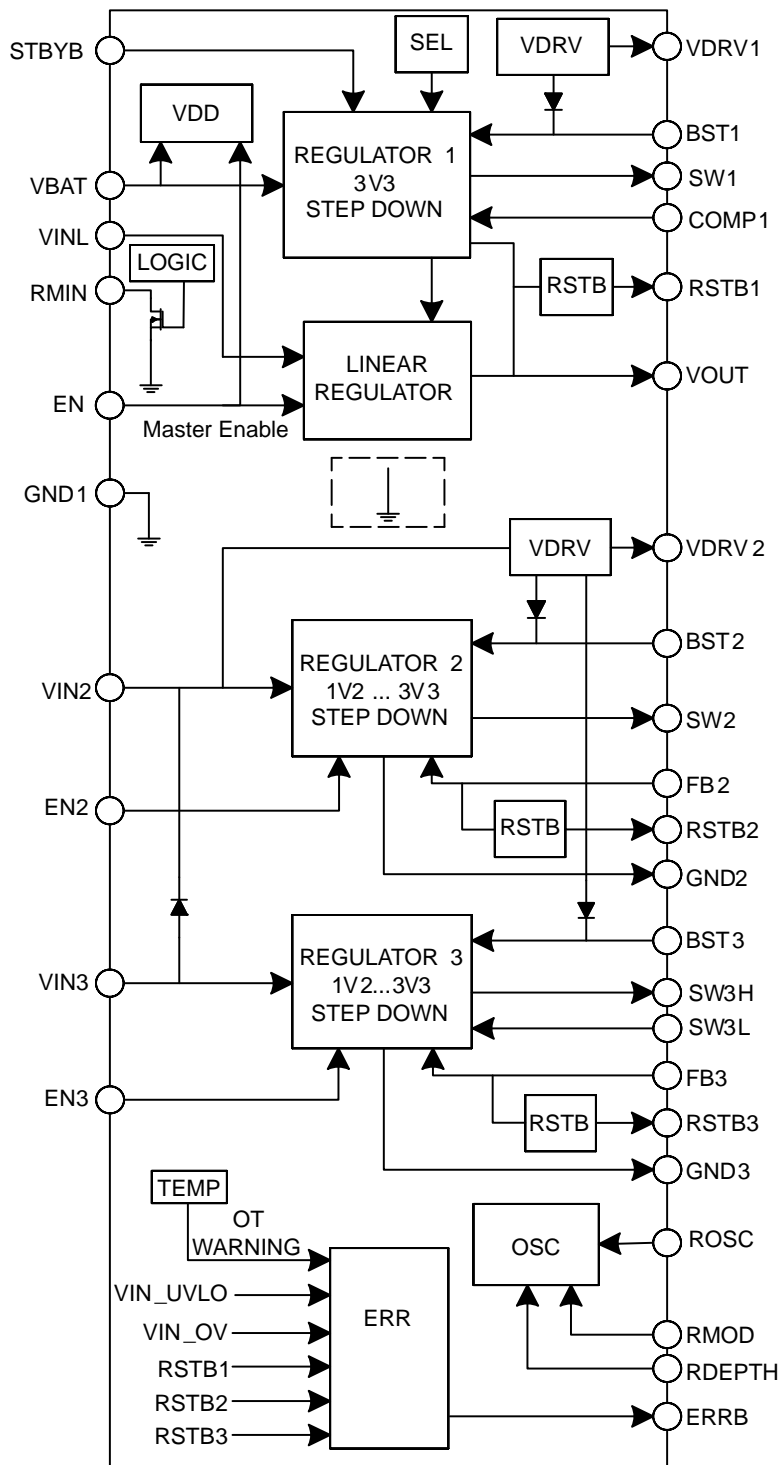 STBYB
SEL
VDRV
VDRV1
VDD
BST1
REGULATOR 1
3V3
STEP DOWN
VBAT
SW1
VINL
COMP1
LOGIC
RMIN
RSTB
RSTB1
LINEAR
REGULATOR
VOUT
EN
Master Enable
GND1
VDRV
VDRV2
BST2
REGULATOR 2
1V2 ... 3V3
STEP DOWN
VIN2
SW2
FB2
EN2
RSTB
RSTB2
GND2
BST3
REGULATOR 3
1V2...3V3
STEP DOWN
VIN3
SW3H
SW3L
FB3
EN3
RSTB
RSTB3
GND3
TEMP
OT
WARNING
OSC
ROSC
VIN_UVLO
ERR
VIN_OV
RMOD
RSTB1
RDEPTH
RSTB2
ERRB
RSTB3